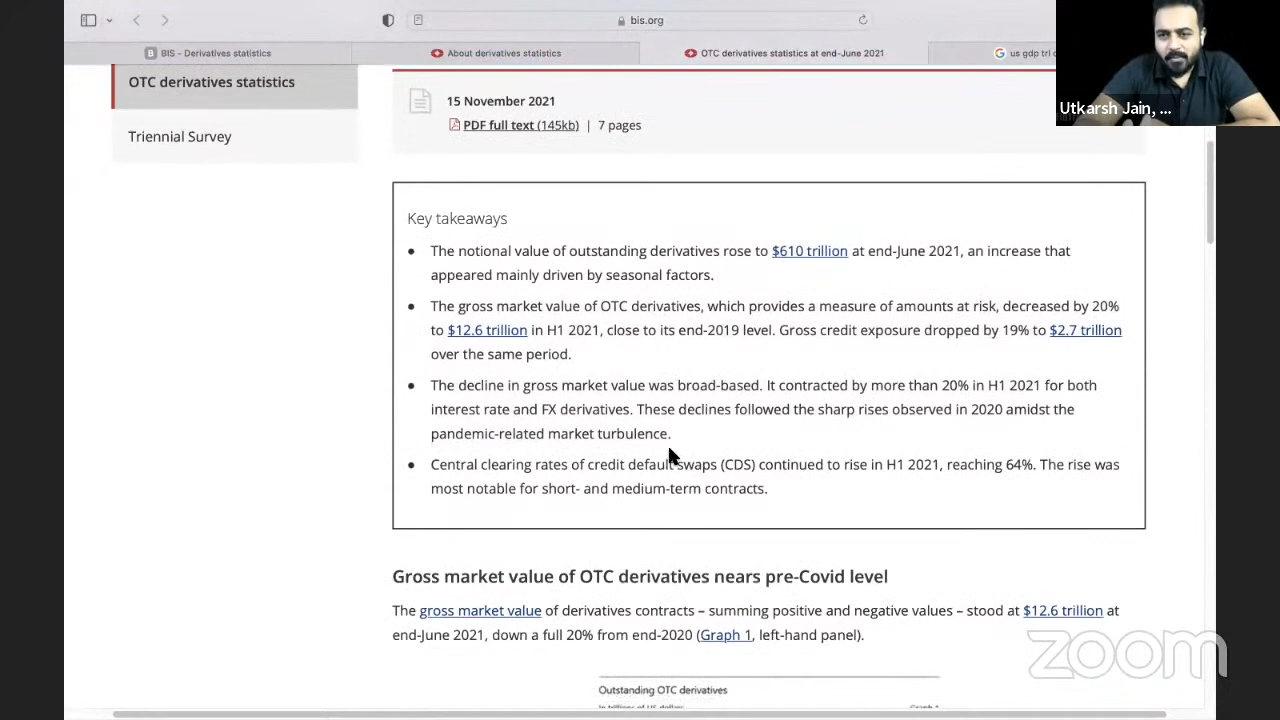 bis.org
BIS - Derivatives statistics
About derivatives statistics
OTC derivatives statistics at end-June 2021
us gdp trl
Utkarsh Jain, ...
OTC derivatives statistics
Triennial Survey
15 November 2021
PDF full text (145kb) | 7 pages
Key takeaways
• The notional value of outstanding derivatives rose to $610 trillion at end-June 2021, an increase that
appeared mainly driven by seasonal factors.
• The gross market value of OTC derivatives, which provides a measure of amounts at risk, decreased by 20%
to $12.6 trillion in H1 2021, close to its end-2019 level. Gross credit exposure dropped by 19% to $2.7 trillion
over the same period.
• The decline in gross market value was broad-based. It contracted by more than 20% in H1 2021 for both
interest rate and FX derivatives. These declines followed the sharp rises observed in 2020 amidst the
pandemic-related market turbulence.
• Central clearing rates of credit default swaps (CDS) continued to rise in H1 2021, reaching 64%. The rise was
most notable for short- and medium-term contracts.
Gross market value of OTC derivatives nears pre-Covid level
The gross market value of derivatives contracts – summing positive and negative values – stood at $12.6 trillion at
end-June 2021, down a full 20% from end-2020 (Graph 1, left-hand panel).
zoom
Outstanding OTC derivatives
In trillions of US dollars
Graph 1